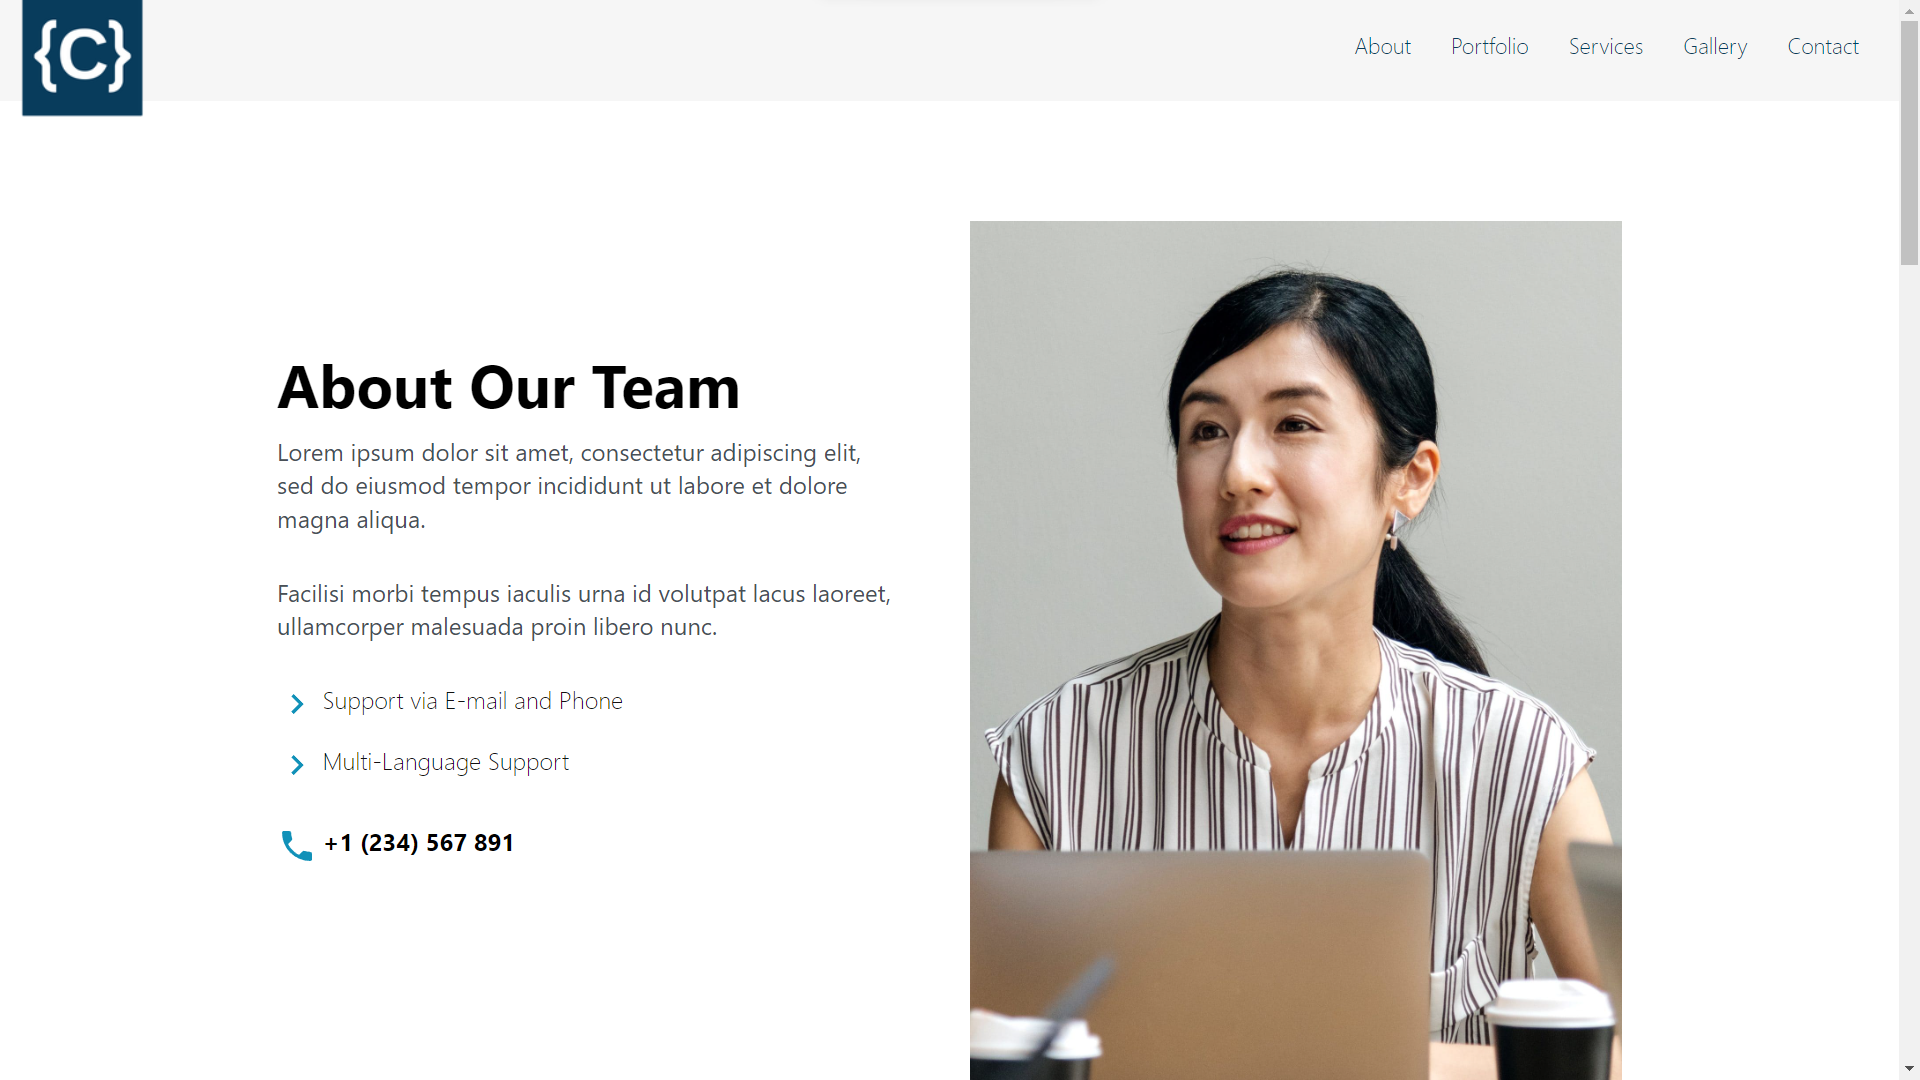 {C}
About Portfolio Services Gallery Contact
About Our Team
Lorem ipsum dolor sit amet, consectetur adipiscing elit,
sed do eiusmod tempor incididunt ut labore et dolore
magna aliqua.
Facilisi morbi tempus iaculis urna id volutpat lacus laoreet,
ullamcorper malesuada proin libero nunc.
Support via E-mail and Phone
Multi-Language Support
+1 (234) 567 891